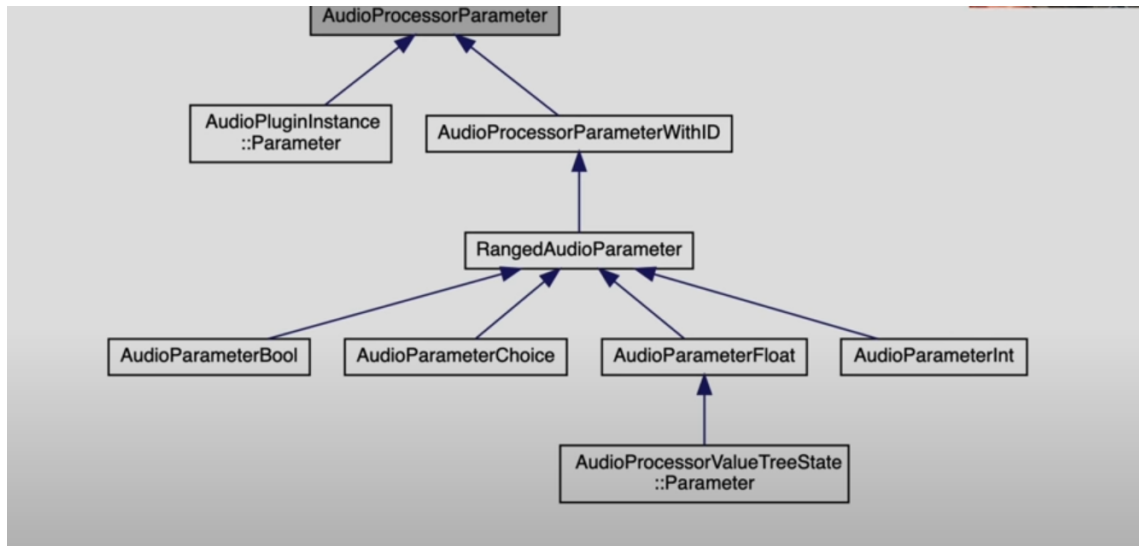 AudioProcessorParameter
AudioPluginInstance
::Parameter
AudioProcessorParameterWithID
RangedAudioParameter
AudioParameterBool
AudioParameterChoice
AudioParameterFloat
AudioParameterInt
AudioProcessorValueTreeState
::Parameter